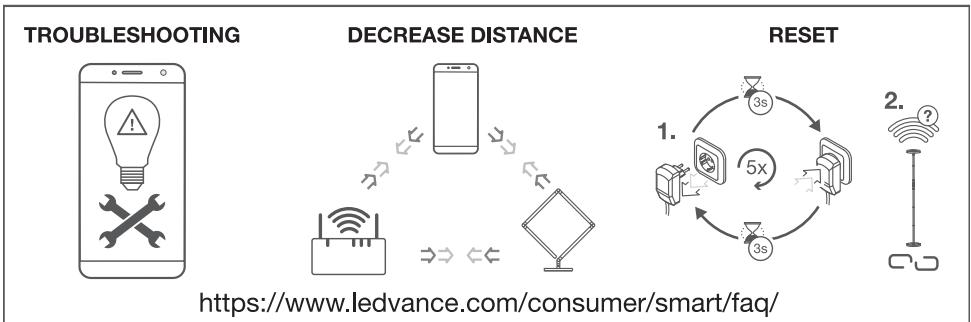 TROUBLESHOOTING
DECREASE DISTANCE
RESET
3s
2.
?
1.
5x
3s
https://www.ledvance.com/consumer/smart/faq/